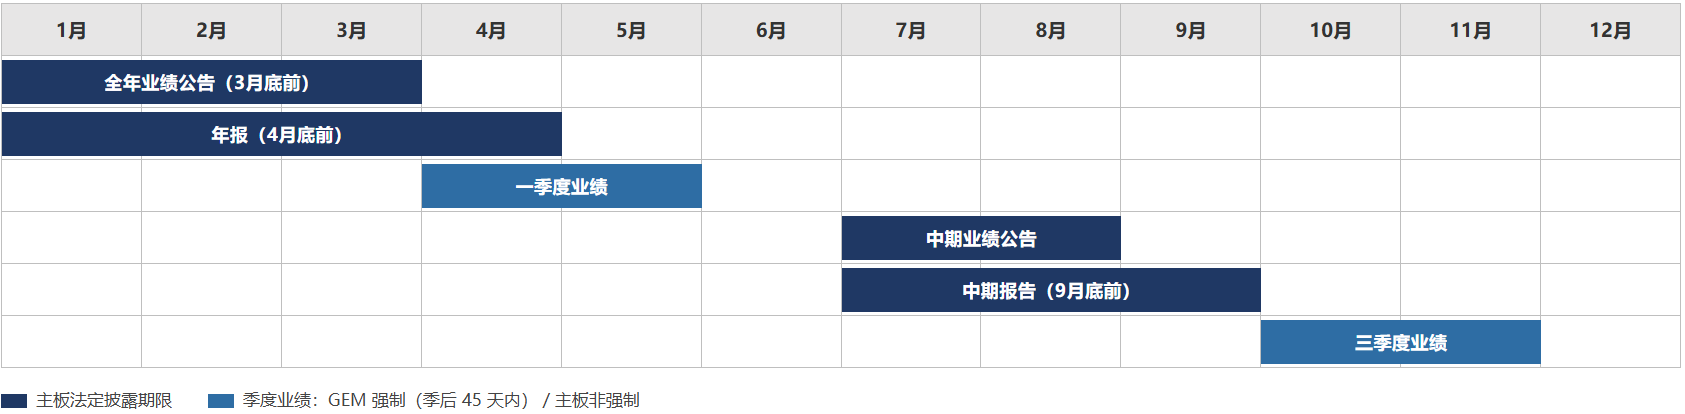 1月 2月 3月 4月 5月 6月 7月 8月 9月 10月 11月 12月
全年业绩公告（3月底前）
年报（4月底前）
一季度业绩
中期业绩公告
中期报告（9月底前）
三季度业绩
主板法定披露期限 季度业绩：GEM 强制（季后 45 天内） / 主板非强制